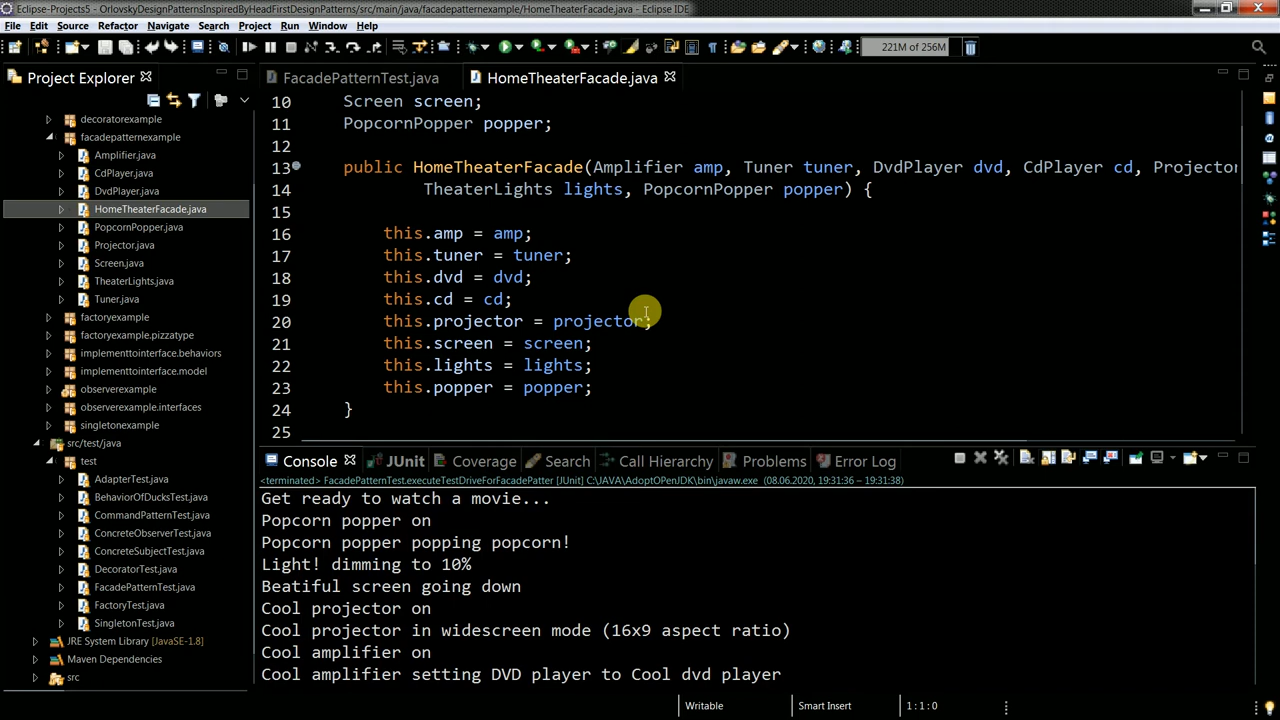 Eclipse-Projects5 - OrlovskyDesignPatternsInspiredByHeadFirstDesignPatterns/src/main/java/facadepatternexample/HomeTheaterFacade.java - Eclipse IDE
File Edit Source Refactor Navigate Search Project Run Window Help
221M of 256M
Project Explorer
decoratorexample
facadepatternexample
Amplifier.java
CdPlayer.java
DvdPlayer.java
HomeTheaterFacade.java
PopcornPopper.java
Projector.java
Screen.java
TheaterLights.java
Tuner.java
factoryexample
factoryexample.pizzatype
implementtointerface.behaviors
implementtointerface.model
observerexample
observerexample.interfaces
singletonexample
src/test/java
test
AdapterTest.java
BehaviorOfDucksTest.java
CommandPatternTest.java
ConcreteObserverTest.java
ConcreteSubjectTest.java
DecoratorTest.java
FacadePatternTest.java
FactoryTest.java
SingletonTest.java
JRE System Library [JavaSE-1.8]
Maven Dependencies
src
FacadePatternTest.java HomeTheaterFacade.java
10 Screen screen;
11 PopcornPopper popper;
12
13 public HomeTheaterFacade(Amplifier amp, Tuner tuner, DvdPlayer dvd, CdPlayer cd, Projector
14 TheaterLights lights, PopcornPopper popper) {
15
16 this.amp = amp;
17 this.tuner = tuner;
18 this.dvd = dvd;
19 this.cd = cd;
20 this.projector = projector;
21 this.screen = screen;
22 this.lights = lights;
23 this.popper = popper;
24 }
25
Console JUnit Coverage Search Call Hierarchy Problems Error Log
<terminated> FacadePatternTest.executeTestDriveForFacadePatter [JUnit] C:\JAVA\AdoptOpenJDK\bin\javaw.exe (08.06.2020, 19:31:36 – 19:31:38)
Get ready to watch a movie...
Popcorn popper on
Popcorn popper popping popcorn!
Light! dimming to 10%
Beatiful screen going down
Cool projector on
Cool projector in widescreen mode (16x9 aspect ratio)
Cool amplifier on
Cool amplifier setting DVD player to Cool dvd player
Writable Smart Insert 1:1:0